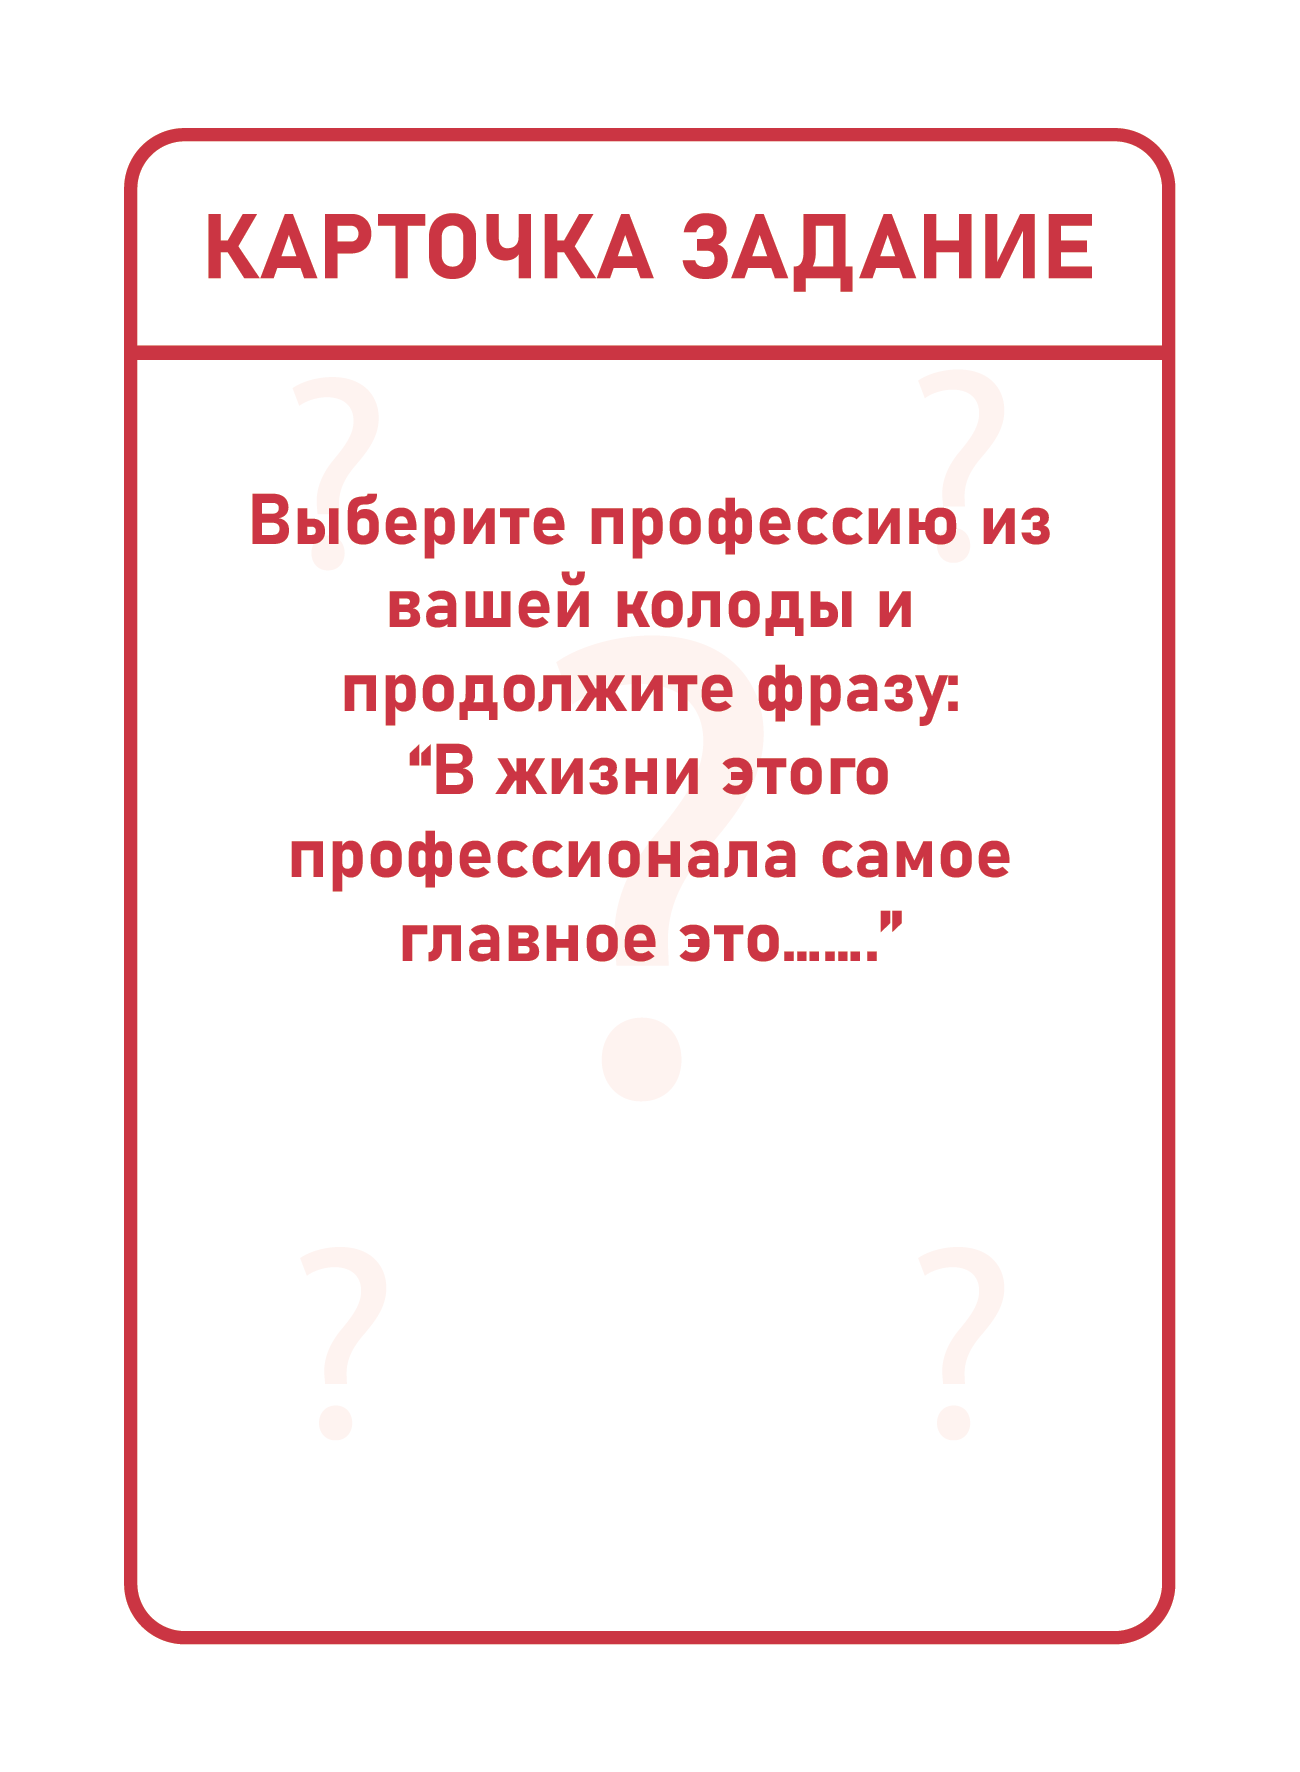 КАРТОЧКА ЗАДАНИЕ
?
?
Выберите профессию из
вашей колоды и
продолжите фразу:
“В жизни этого
профессионала самое
главное это…….”
?
?
?